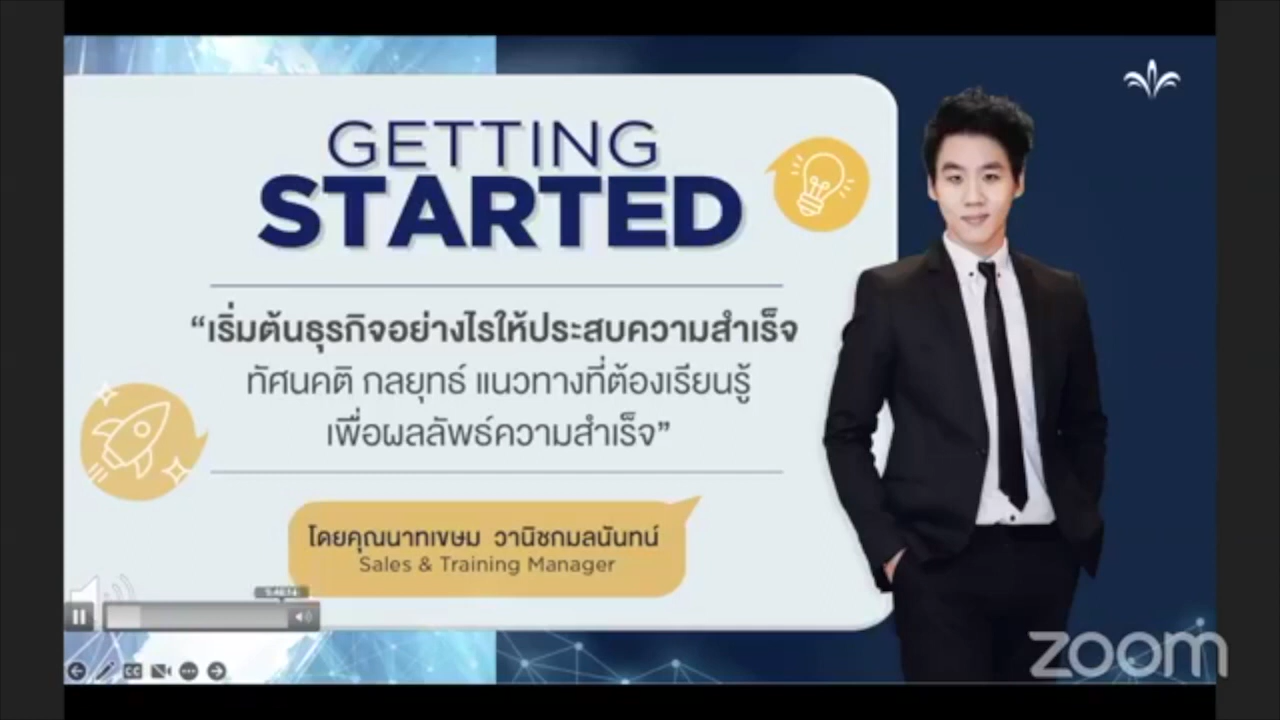 GETTING
STARTED
“เริ่มต้นธุรกิจอย่างไรให้ประสบความสำเร็จ
ทัศนคติ กลยุทธ์ แนวทางที่ต้องเรียนรู้
เพื่อผลลัพธ์ความสำเร็จ”
โดยคุณนาทเขษม วานิชกมลนันทน์
Sales & Training Manager
CC
zoom